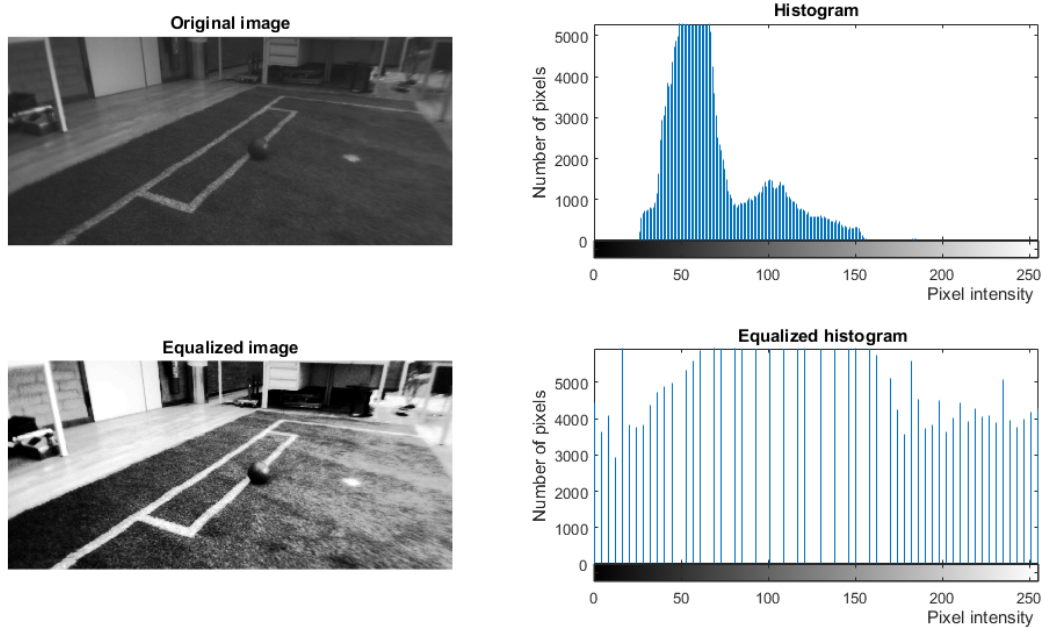 Original image
Histogram
Number of pixels
5000
4000
3000
2000
1000
0
0 50 100 150 200 250
Pixel intensity
Equalized image
Equalized histogram
Number of pixels
5000
4000
3000
2000
1000
0
0 50 100 150 200 250
Pixel intensity